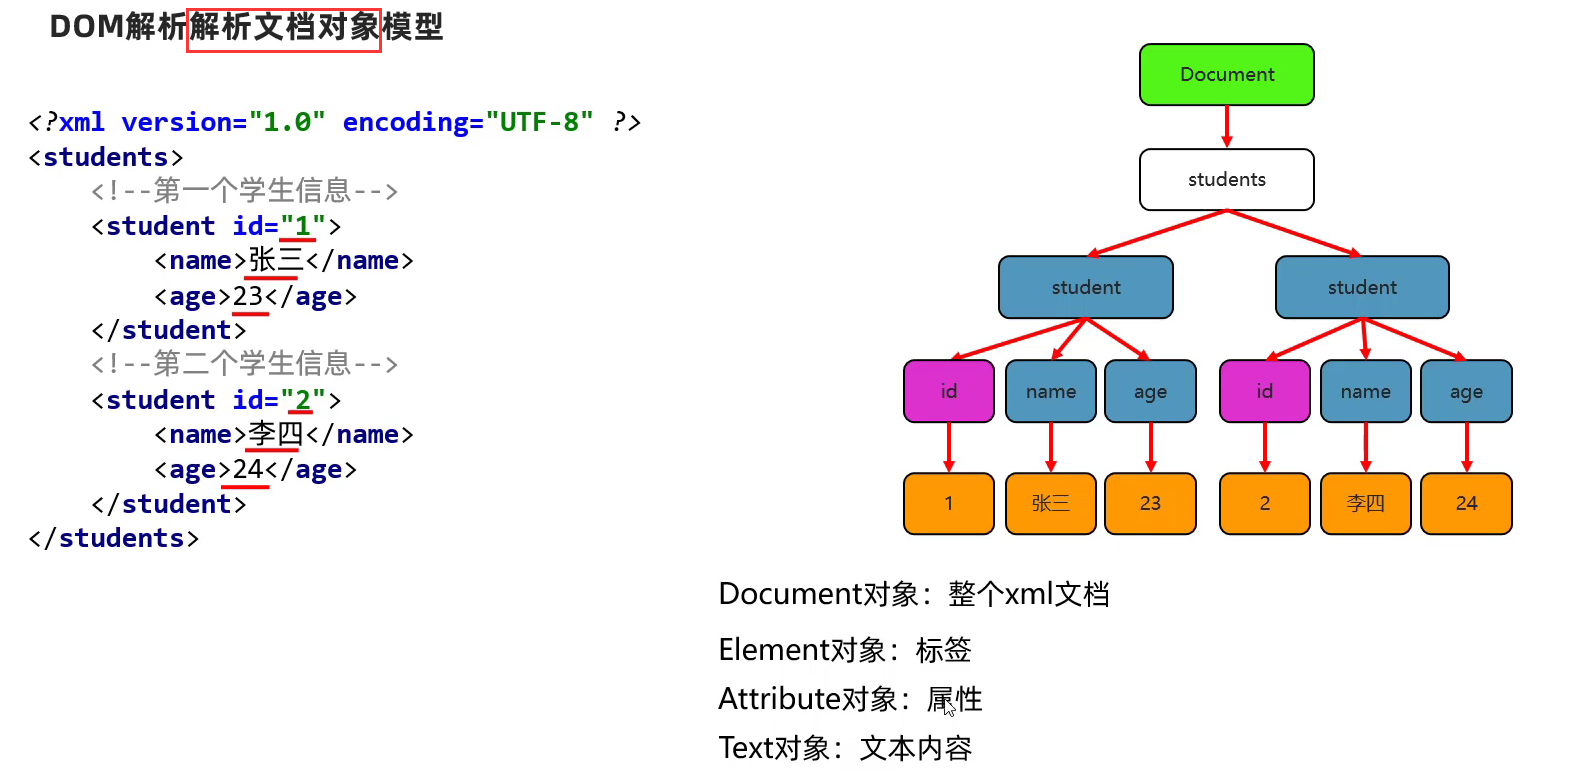 DOM解析解析文档对象模型
<?xml version="1.0" encoding="UTF-8" ?>
<students>
<!--第一个学生信息-->
<student id="1">
<name>张三</name>
<age>23</age>
</student>
<!--第二个学生信息-->
<student id="2">
<name>李四</name>
<age>24</age>
</student>
</students>
Document
students
student student
id name age id name age
1 张三 23 2 李四 24
Document对象：整个xml文档
Element对象：标签
Attribute对象：属性
Text对象：文本内容